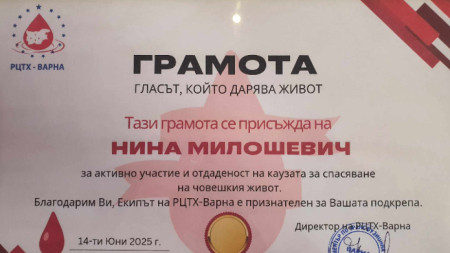 РЦТХ - ВАРНА
ГРАМОТА
ГЛАСЪТ, КОЙТО ДАРЯВА ЖИВОТ
Тази грамота се присъжда на
НИНА МИЛОШЕВИЧ
за активно участие и отдаденост на каузата за спасяване
на човешкия живот.
Благодарим Ви, Екипът на РЦТХ-Варна е признателен за Вашата подкрепа.
Директор на РЦТХ-Варна
14-ти Юни 2025 г.